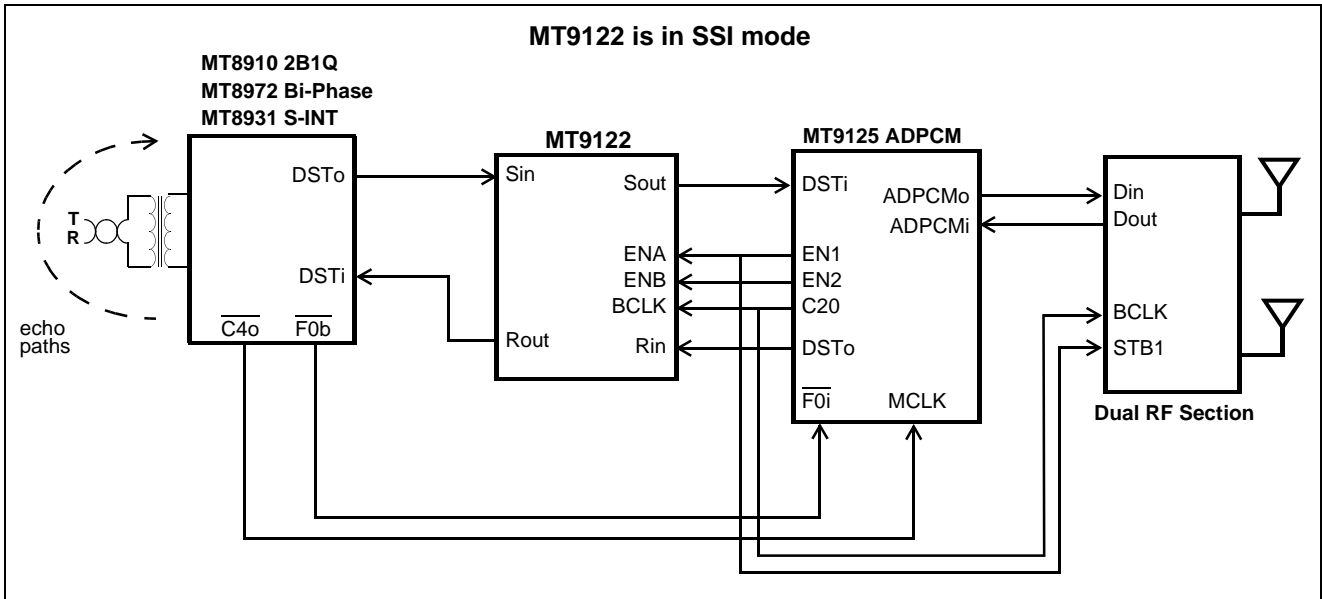 MT9122 is in SSI mode
MT8910 2B1Q
MT8972 Bi-Phase
MT8931 S-INT
MT9122
MT9125 ADPCM
DSTo
Sin
Sout
DSTi
ADPCMo
Din
ADPCMi
Dout
T
R
DSTi
ENA
EN1
ENB
EN2
BCLK
C20
BCLK
echo
paths
C4o
F0b
Rout
Rin
DSTo
STB1
F0i
MCLK
Dual RF Section